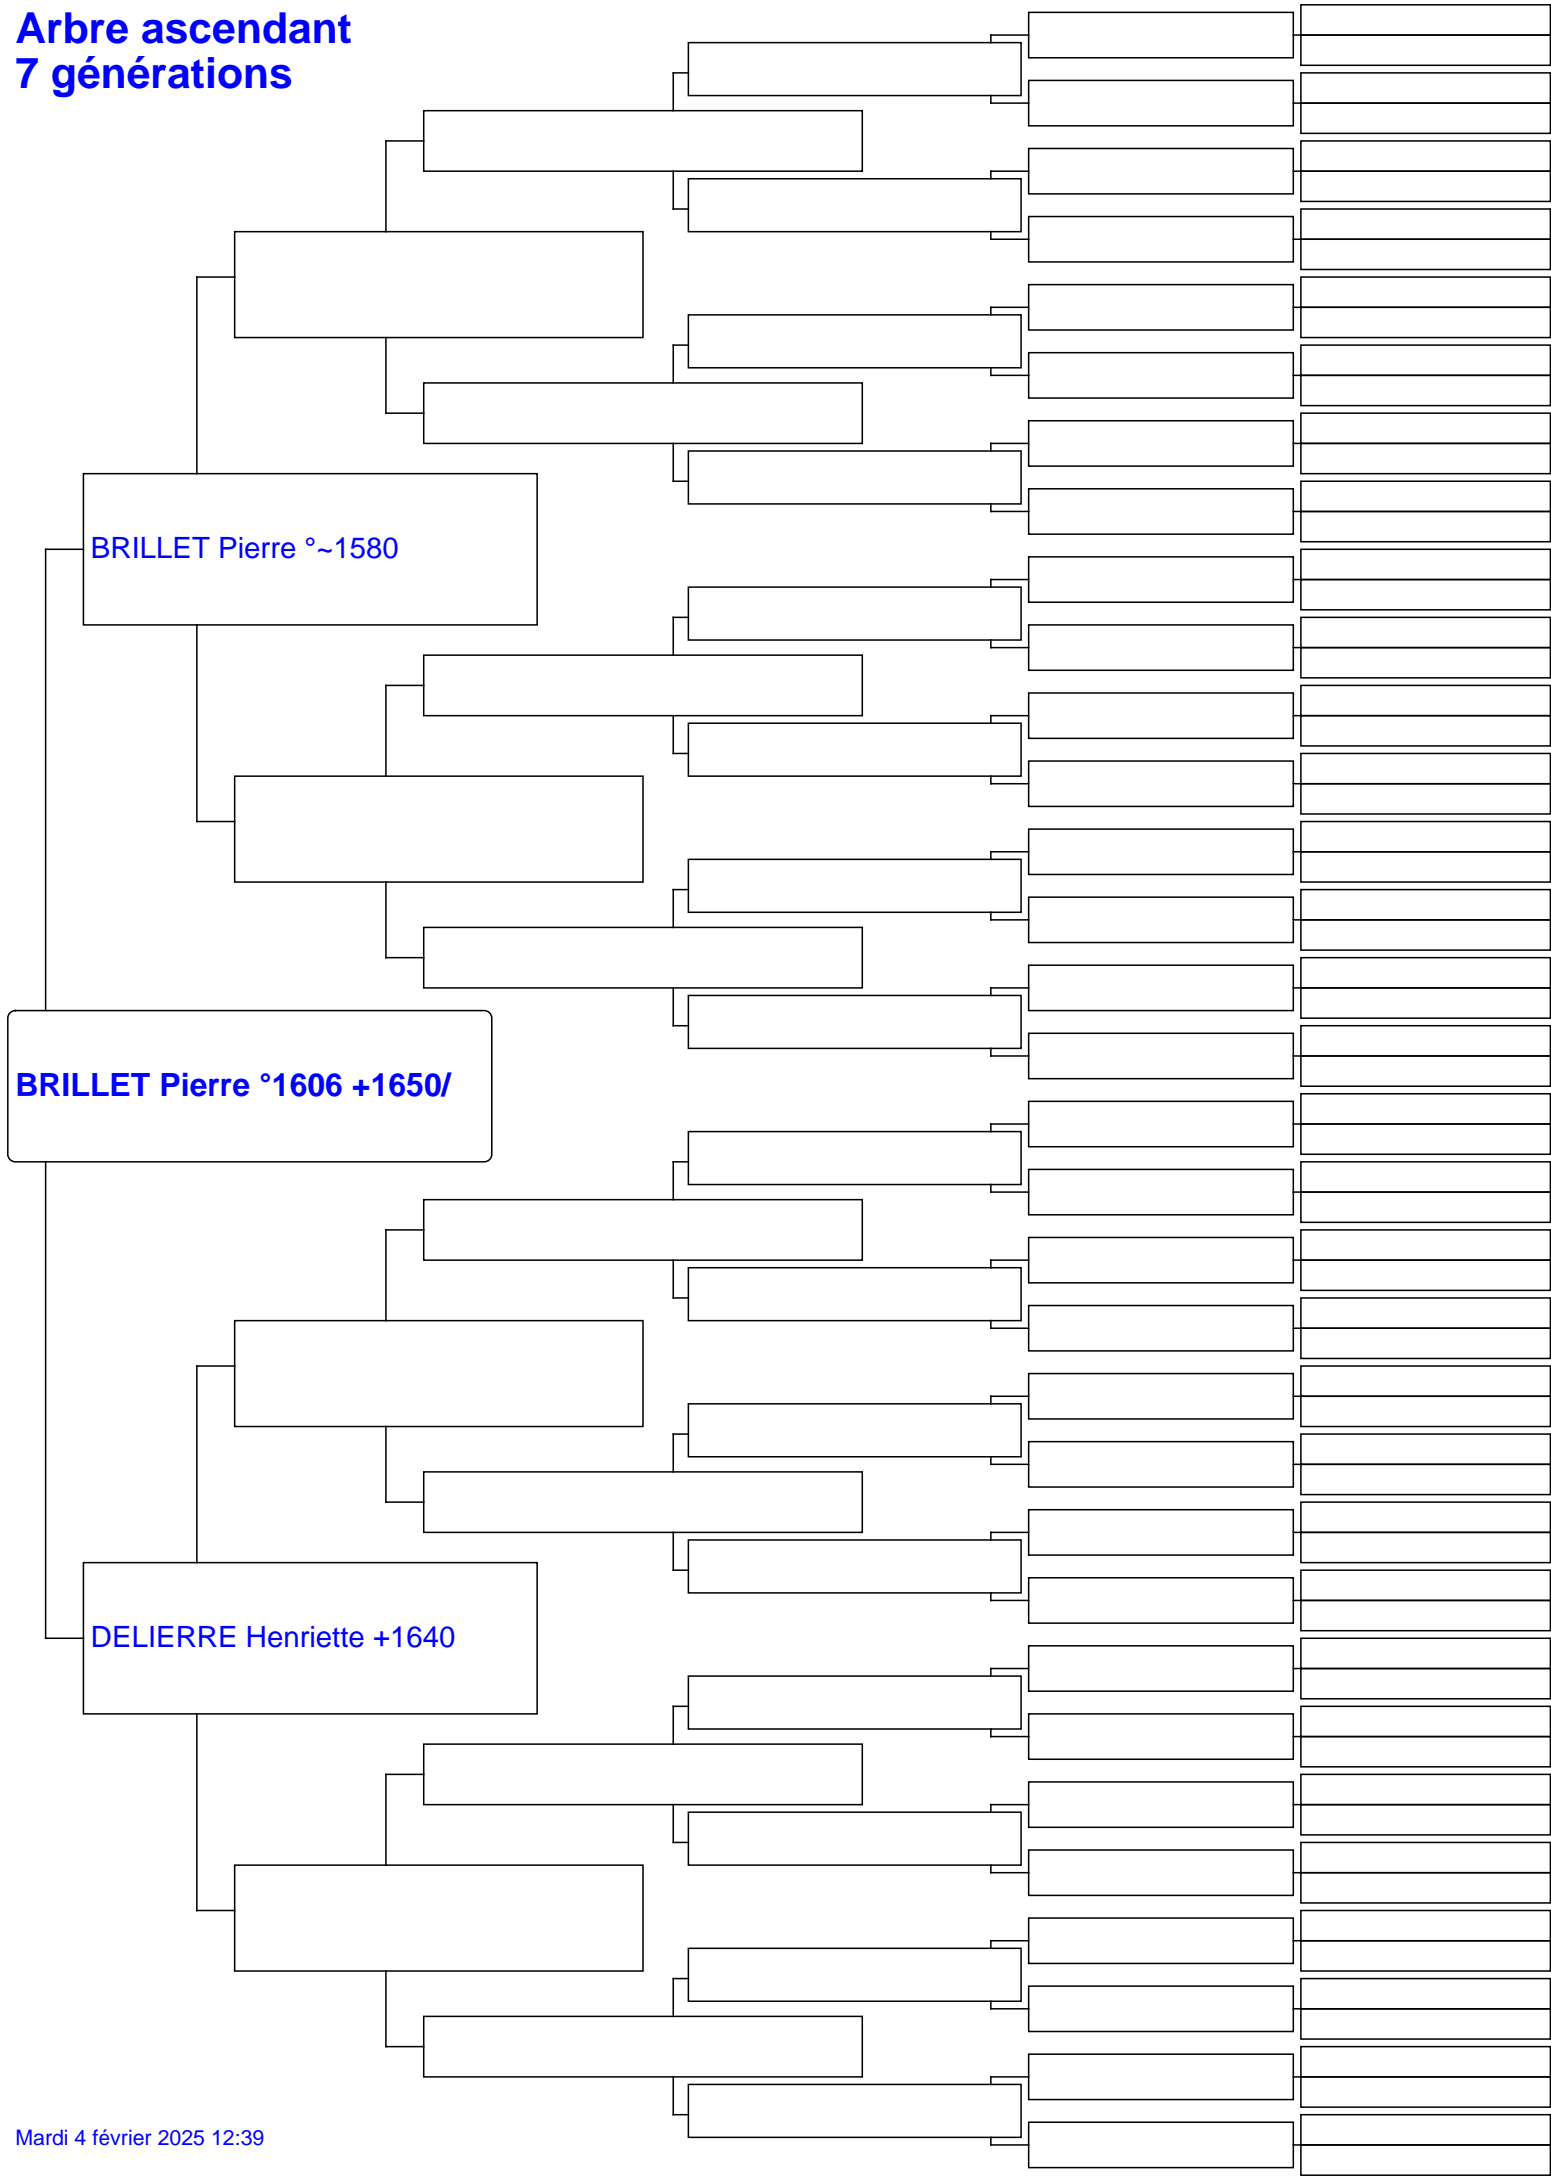 Arbre ascendant
7 générations
BRILLET Pierre °~1580
BRILLET Pierre °1606 +1650/
DELIERRE Henriette +1640
Mardi 4 février 2025 12:39